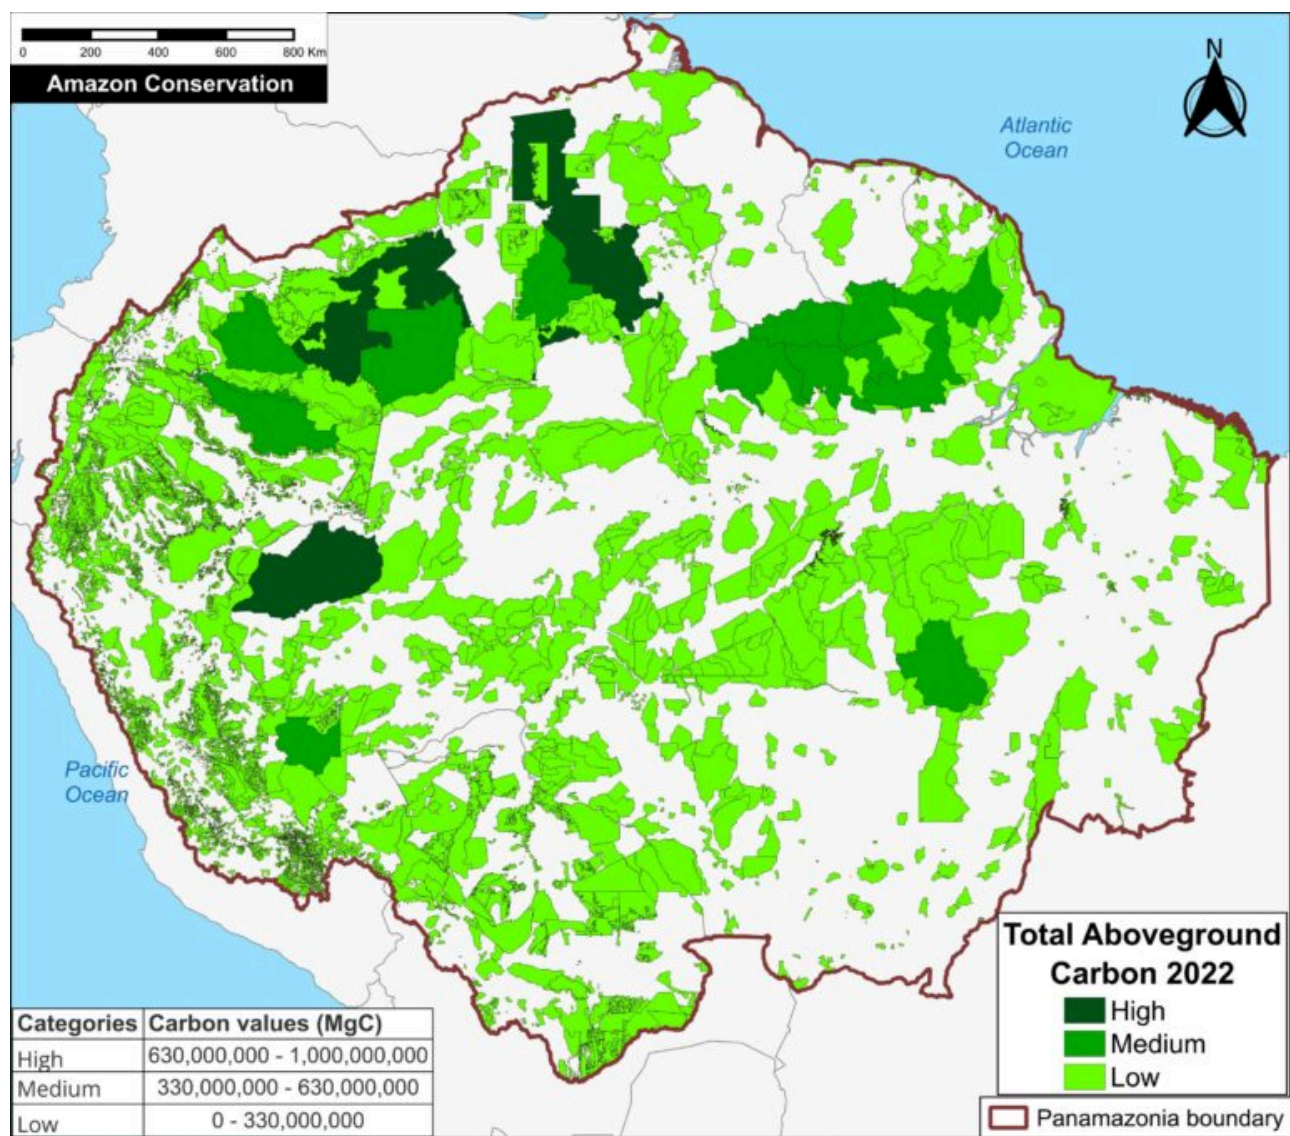 0 200 400 600 800 Km
Amazon Conservation
N
Atlantic
Ocean
Pacific
Ocean
Total Aboveground
Carbon 2022
High
Medium
Low
Panamazonia boundary
Categories Carbon values (MgC)
High 630,000,000 - 1,000,000,000
Medium 330,000,000 - 630,000,000
Low 0 - 330,000,000